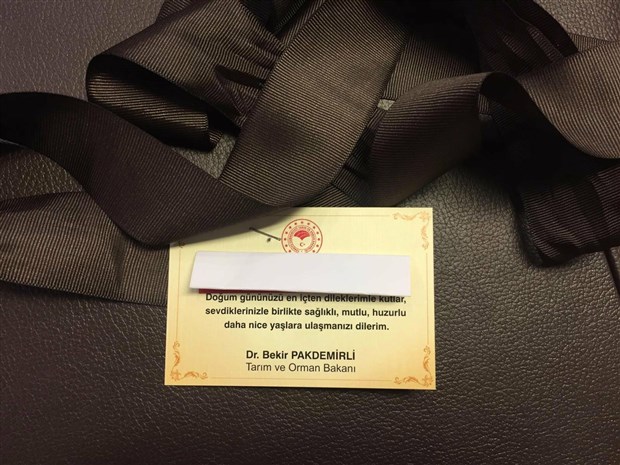 Doğum gününüzü en içten dileklerimle kutlar,
sevdiklerinizle birlikte sağlıklı, mutlu, huzurlu
daha nice yaşlara ulaşmanızı dilerim.
Dr. Bekir PAKDEMİRLİ
Tarım ve Orman Bakanı